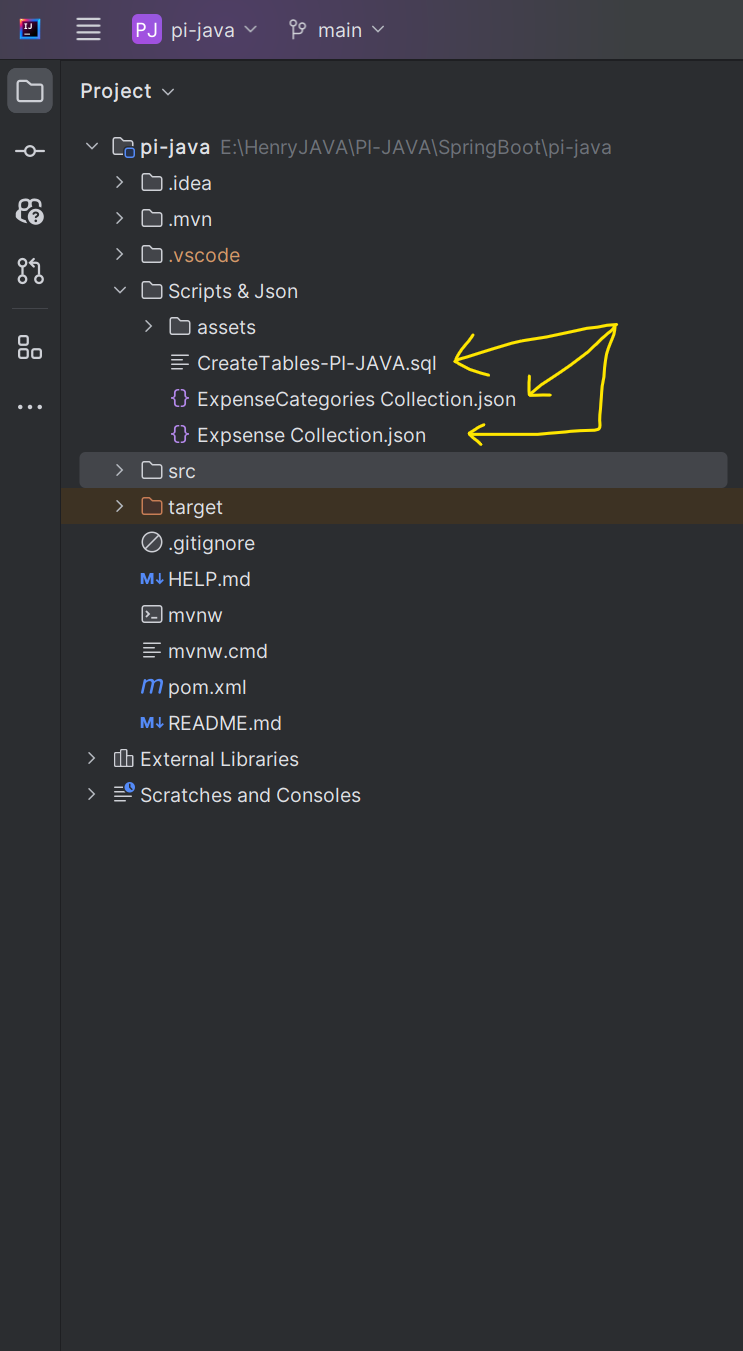 IJ PJ pi-java main
Project
pi-java E:\HenryJAVA\PI-JAVA\SpringBoot\pi-java
.idea
.mvn
.vscode
Scripts & Json
assets
CreateTables-PI-JAVA.sql
{} ExpenseCategories Collection.json
{} Expsense Collection.json
src
target
.gitignore
M↓ HELP.md
mvnw
mvnw.cmd
m pom.xml
M↓ README.md
External Libraries
Scratches and Consoles